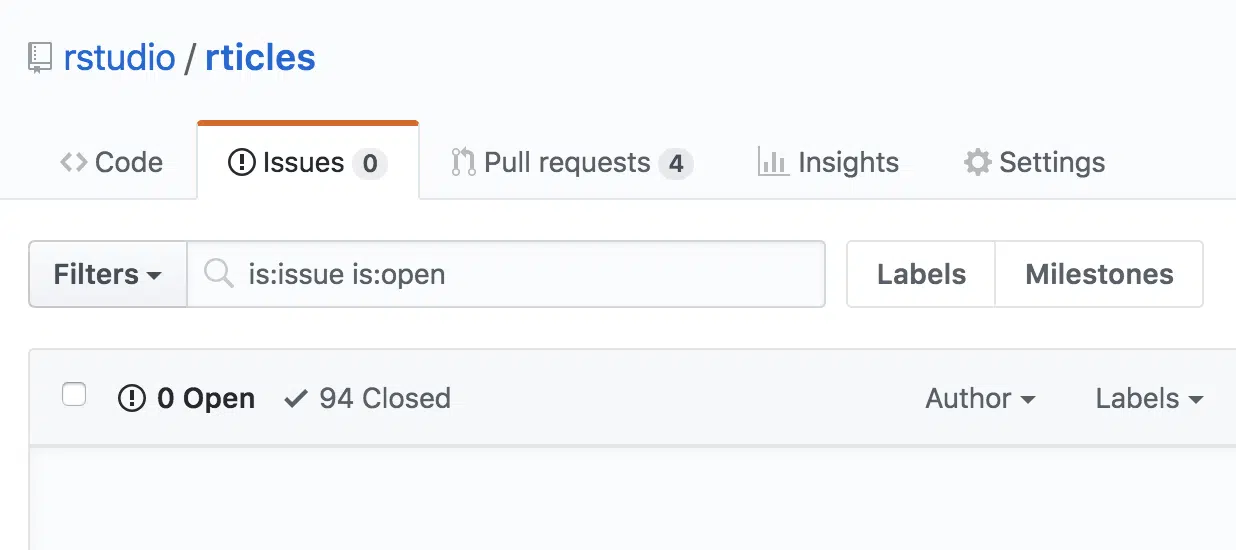 rstudio / rticles
Code Issues 0 Pull requests 4 Insights Settings
Filters is:issue is:open Labels Milestones
0 Open 94 Closed Author Labels